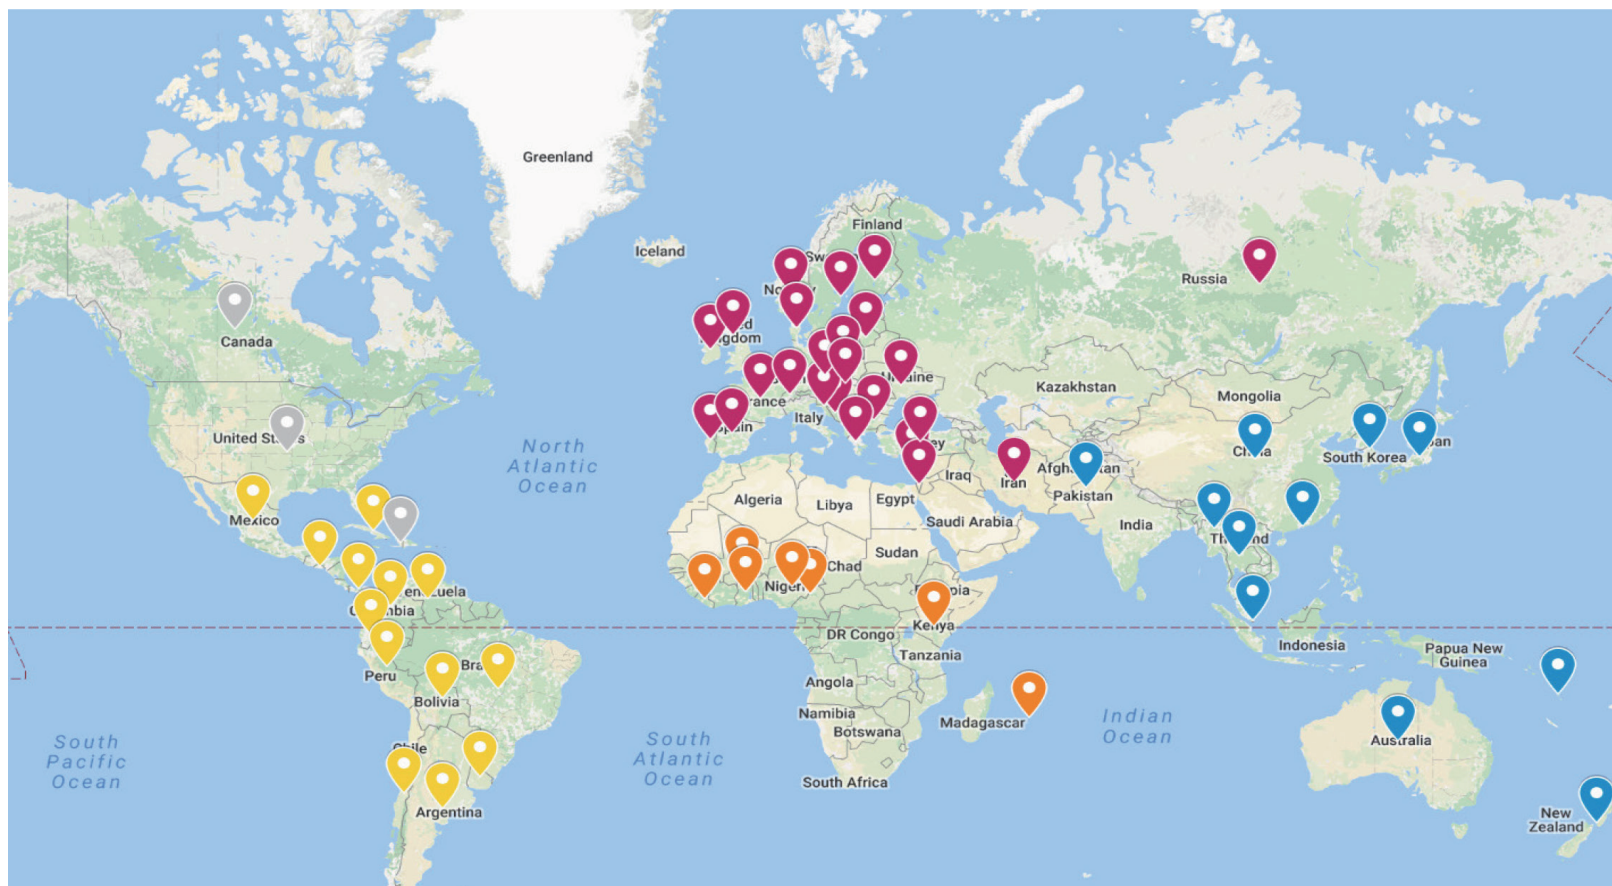 Greenland
Finland
Iceland
Russia
Canada
Kazakhstan
Mongolia
Italy
North
Atlantic
Ocean
South Korea
Afghanistan
Iraq
Iran
Pakistan
Algeria
Libya
Egypt
Mexico
Saudi Arabia
India
Sudan
Chad
Kenya
DR Congo
Tanzania
Indonesia
Papua New
Guinea
Peru
Bolivia
Angola
Namibia
Botswana
Madagascar
Indian
Ocean
South
Pacific
Ocean
South
Atlantic
Ocean
Australia
South Africa
Argentina
New
Zealand